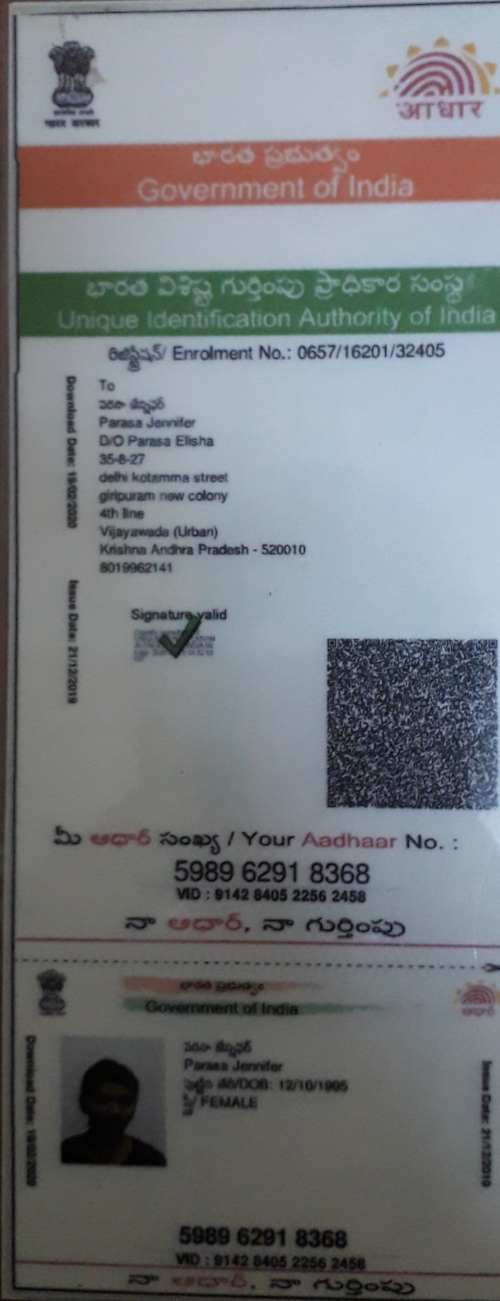 भारत सरकार
आधार
భారత ప్రభుత్వం
Government of India
భారత విశిష్ట గుర్తింపు ప్రాధికార సంస్థ
Unique Identification Authority of India
రిజిస్ట్రేషన్/ Enrolment No.: 0657/16201/32405
Download Date: 19/02/2020
Issue Date: 21/12/2019
To
పరసా జెన్నిఫర్
Parasa Jennifer
D/O Parasa Elisha
35-8-27
delhi kotamma street
giripuram new colony
4th line
Vijayawada (Urban)
Krishna Andhra Pradesh - 520010
8019962141
Signature valid
మీ ఆధార్ సంఖ్య / Your Aadhaar No. :
5989 6291 8368
VID : 9142 8405 2256 2458
నా ఆధార్, నా గుర్తింపు
భారత ప్రభుత్వం
Government of India
ఆధార్
Download Date: 19/02/2020
పరసా జెన్నిఫర్
Parasa Jennifer
పుట్టిన తేదీ/DOB: 12/10/1995
స్త్రీ/ FEMALE
Issue Date: 21/12/2019
5989 6291 8368
VID : 9142 8405 2256 2458
నా ఆధార్, నా గుర్తింపు